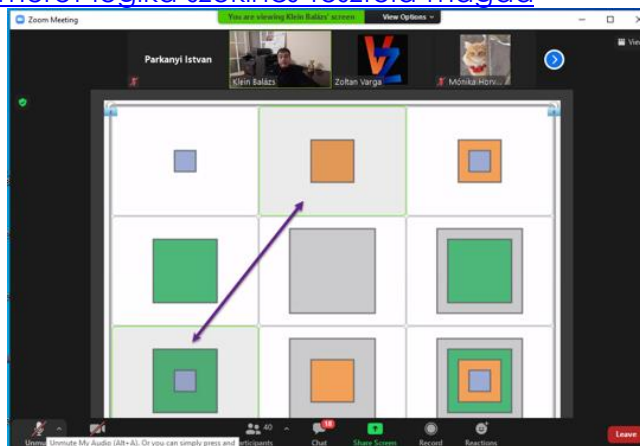 Zoom Meeting
You are viewing Klein Balázs' screen
View Options
View
Parkanyi Istvan
Klein Balázs
Zoltan Varga
Mónika Horv...
40
18
Unmute My Audio (Alt+A). Or you can simply press and
Chat
Share Screen
Record
Reactions
Leave